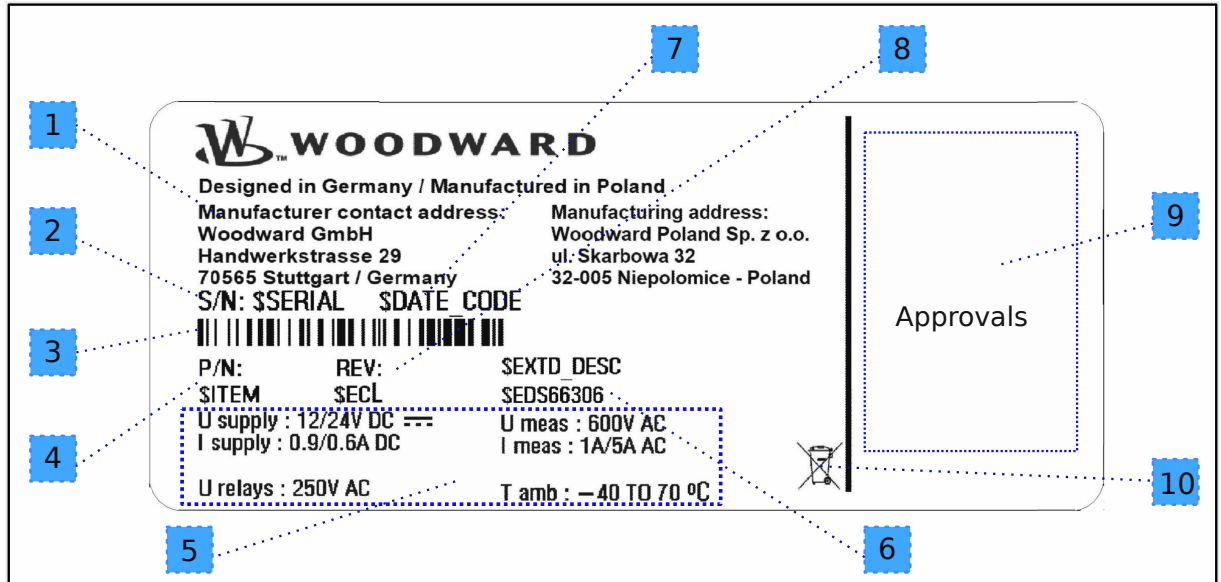 7
8
1
WOODWARD
Designed in Germany / Manufactured in Poland
Manufacturer contact address:
Woodward GmbH
Handwerkstrasse 29
70565 Stuttgart / Germany
Manufacturing address:
Woodward Poland Sp. z o.o.
ul. Skarbowa 32
32-005 Niepolomice - Poland
2
9
S/N: $SERIAL $DATE_CODE
Approvals
3
P/N: REV: $EXTD_DESC
$ITEM $ECL $EDS66306
4
U supply : 12/24V DC
I supply : 0.9/0.6A DC
U meas : 600V AC
I meas : 1A/5A AC
U relays : 250V AC
T amb : –40 TO 70 ºC
10
5
6